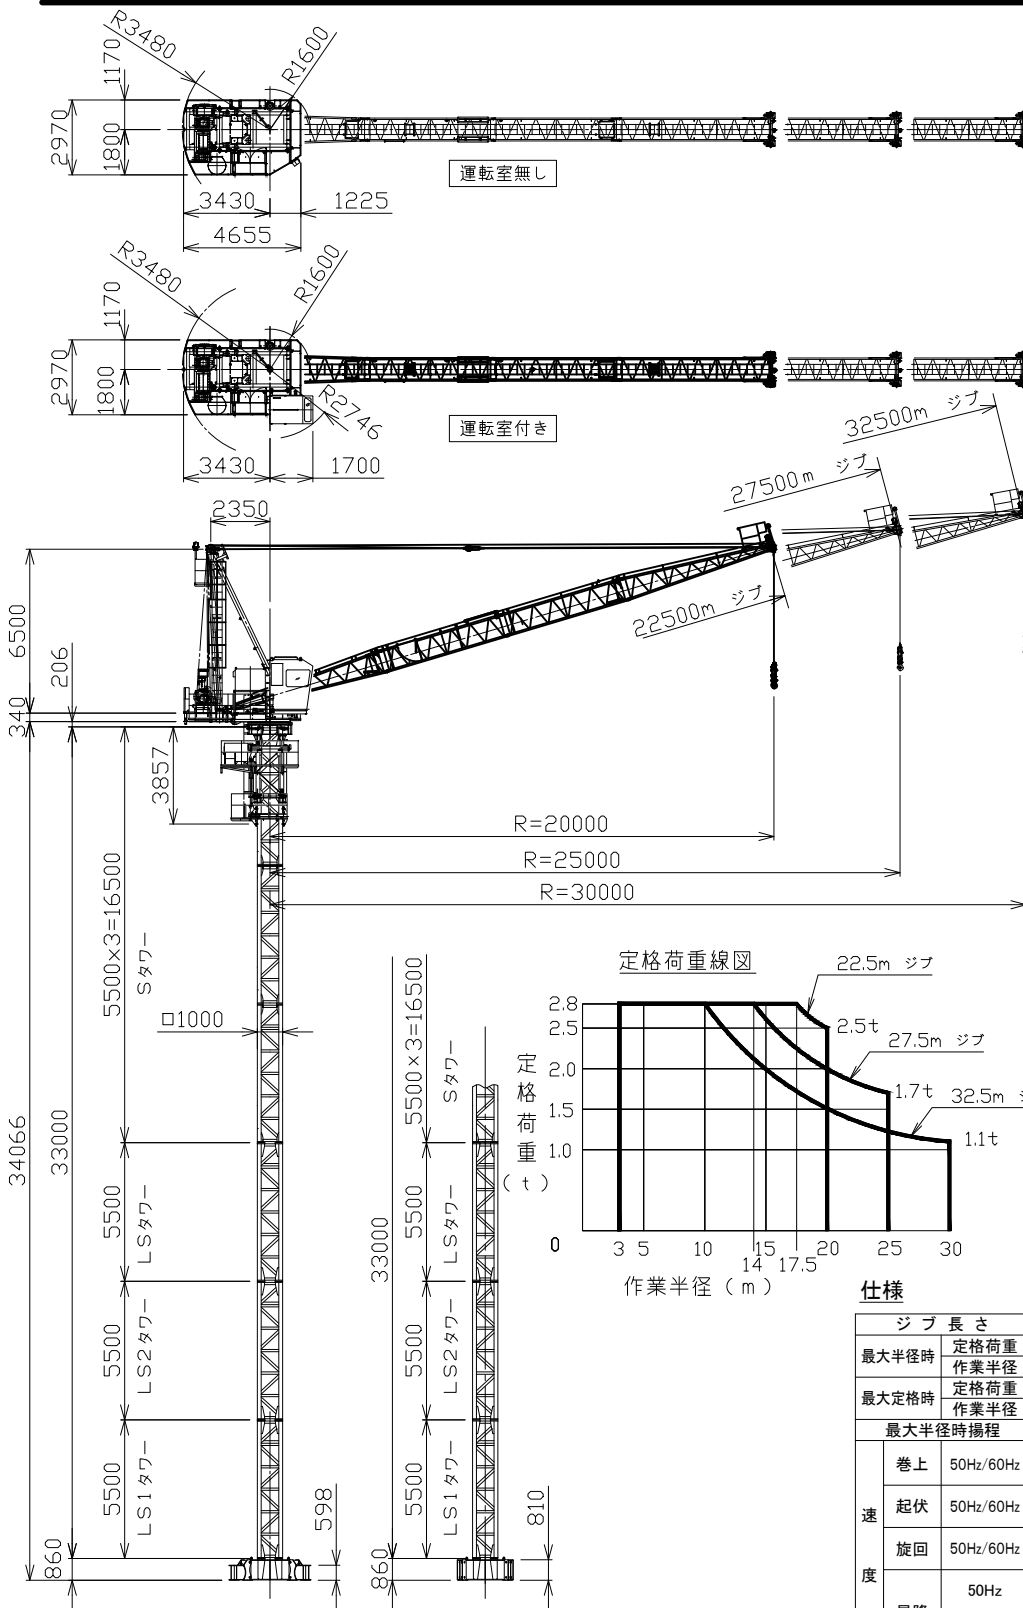 R3480
R1600
1170
2970
1800
運転室無し
3430
1225
4655
R3480
R1600
1170
2970
1800
R2746
運転室付き
3430
1700
32500m ジブ
27500m ジブ
22500m ジブ
2350
6500
206
340
3857
R=20000
R=25000
R=30000
5500×3=16500
Sタワー
□1000
34066
33000
5500
LSタワー
5500
LS2タワー
5500
LS1タワー
860
598
5500×3=16500
Sタワー
33000
5500
LSタワー
5500
LS2タワー
5500
LS1タワー
860
810
定格荷重線図
22.5m ジブ
2.8
2.5
2.5t
27.5m ジブ
2.0
1.7t
32.5m
1.5
1.1t
1.0
定格荷重
(t)
0
3 5 10 14 15 17.5 20 25 30
作業半径(m)
仕様
ジブ長さ
最大半径時
定格荷重
作業半径
最大定格時
定格荷重
作業半径
最大半径時揚程
速度
巻上 50Hz/60Hz
起伏 50Hz/60Hz
旋回 50Hz/60Hz
50Hz